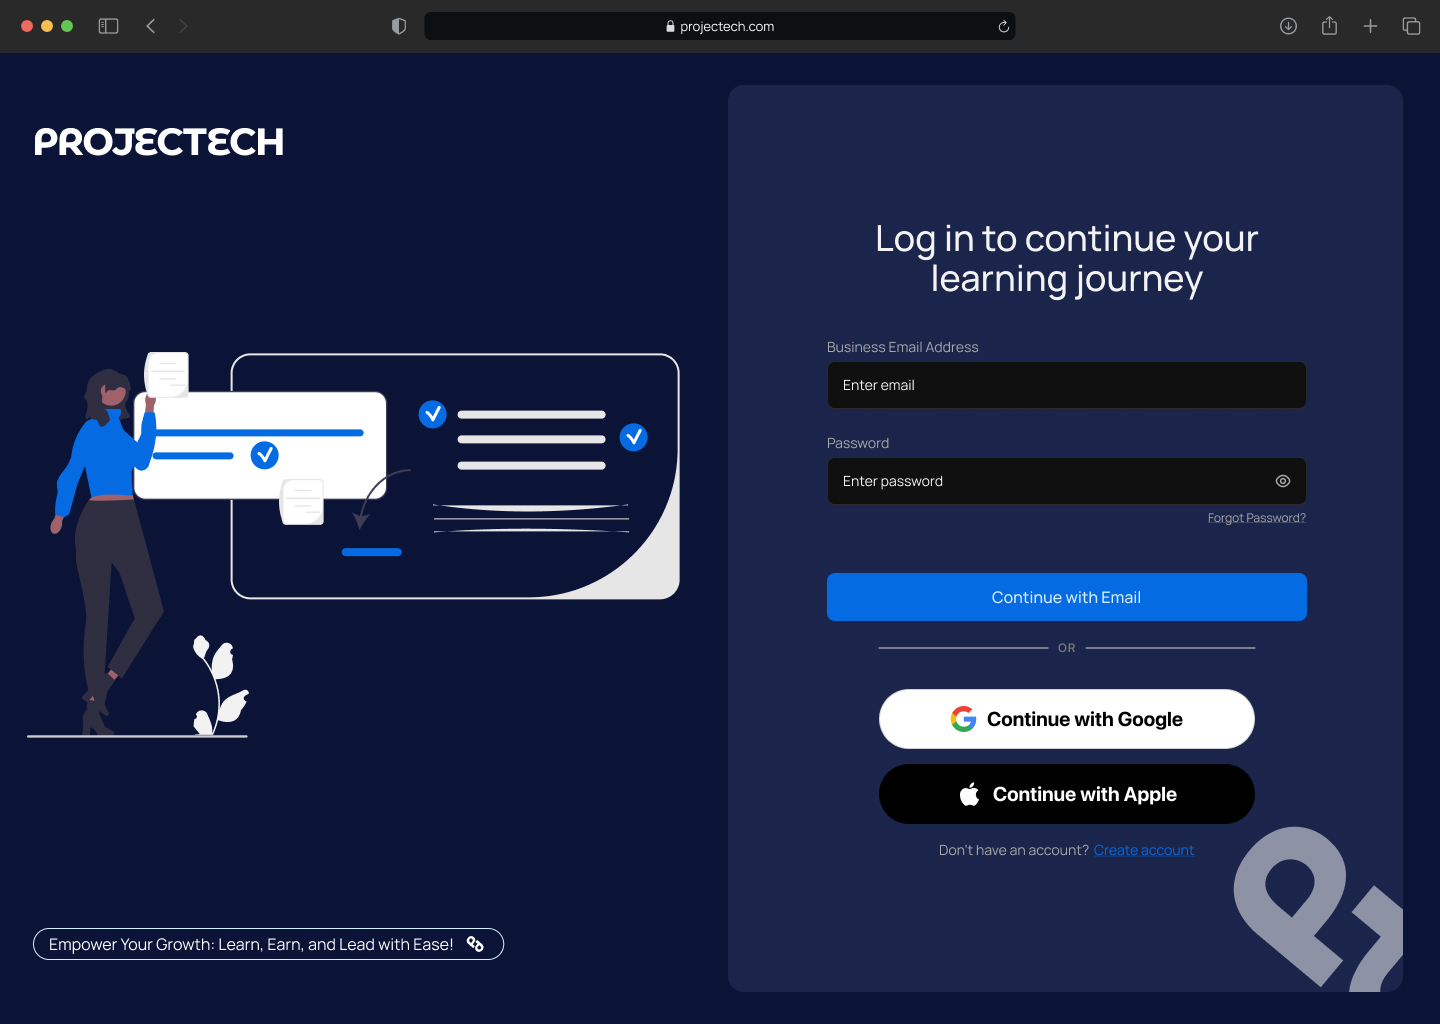 projectech.com
PROJECTECH
Log in to continue your
learning journey
Business Email Address
Enter email
Password
Enter password
Forgot Password?
Continue with Email
OR
Continue with Google
Continue with Apple
Don't have an account? Create account
Empower Your Growth: Learn, Earn, and Lead with Ease!